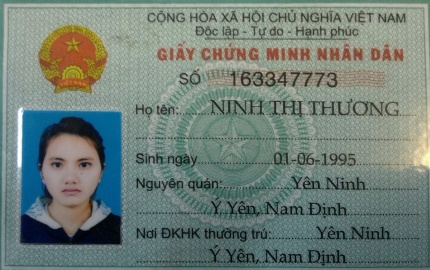 CỘNG HÒA XÃ HỘI CHỦ NGHĨA VIỆT NAM
Độc lập - Tự do - Hạnh phúc
GIẤY CHỨNG MINH NHÂN DÂN
SỐ 163347773
Họ tên: NINH THỊ THƯƠNG
Sinh ngày 01-06-1995
Nguyên quán: Yên Ninh
Ý Yên, Nam Định
Nơi ĐKHK thường trú: Yên Ninh
Ý Yên, Nam Định
VIỆT NAM